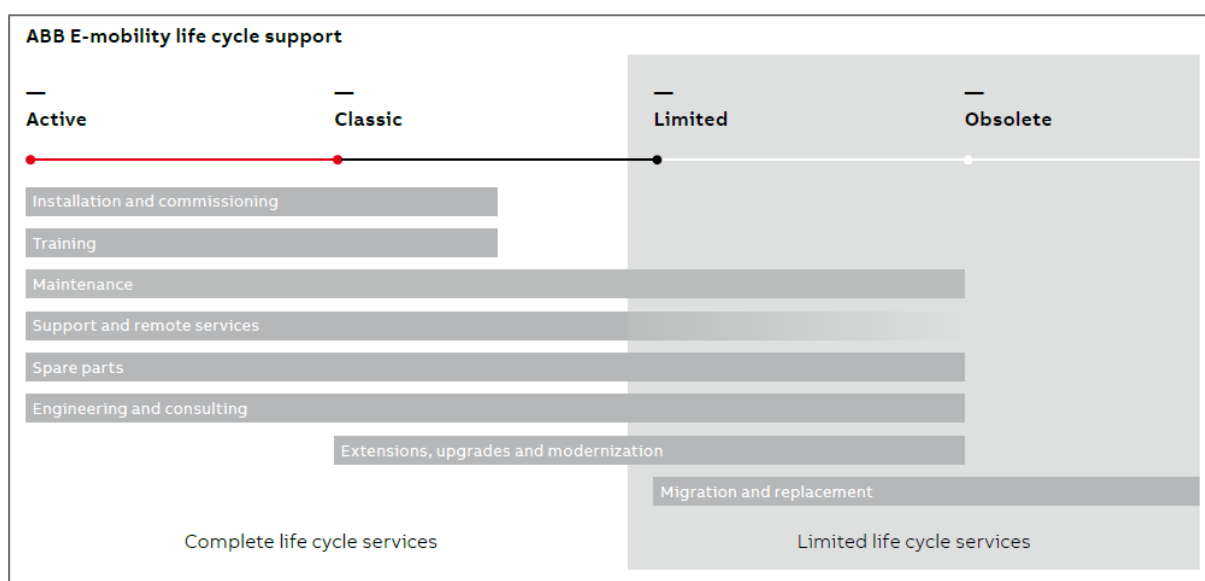 ABB E-mobility life cycle support
Active
Classic
Limited
Obsolete
Installation and commissioning
Training
Maintenance
Support and remote services
Spare parts
Engineering and consulting
Extensions, upgrades and modernization
Migration and replacement
Complete life cycle services
Limited life cycle services